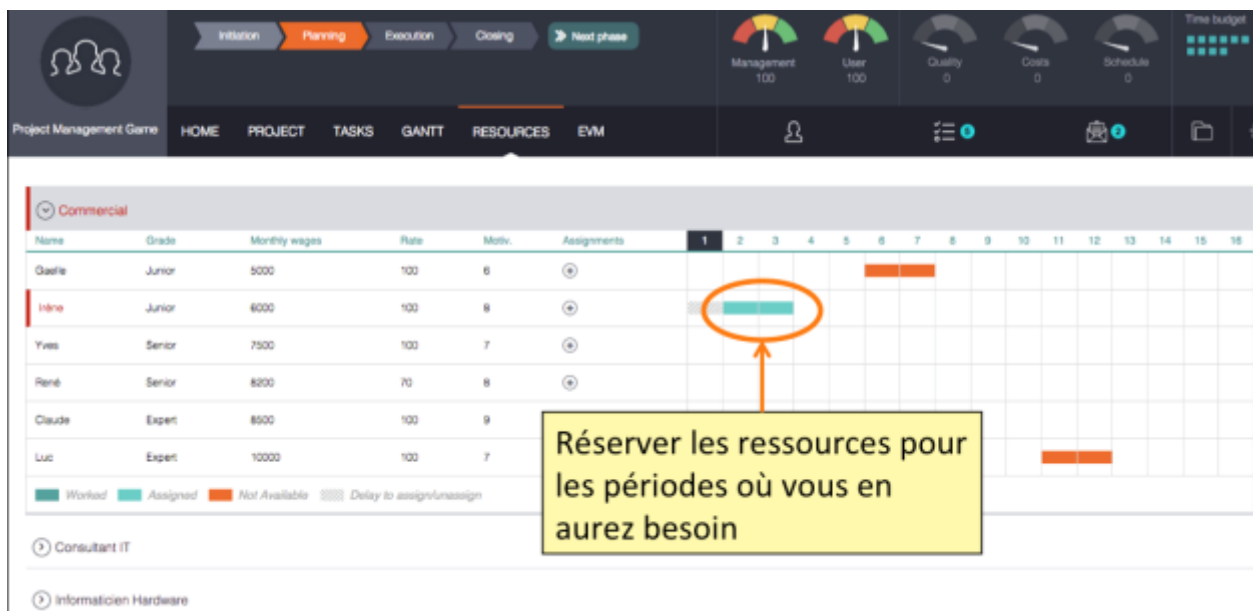 Initiation Planning Execution Closing Next phase
Time budget
Management
100
User
100
Quality
0
Costs
0
Schedule
0
Project Management Game
HOME PROJECT TASKS GANTT RESOURCES EVM
5
2
Commercial
Name Grade Monthly wages Rate Motiv. Assignments 1 2 3 4 5 6 7 8 9 10 11 12 13 14 15 16
Gaelle Junior 5000 100 6
Irène Junior 6000 100 8
Yves Senior 7500 100 7
René Senior 8200 70 8
Claude Expert 8500 100 9
Luc Expert 10000 100 7
Worked Assigned Not Available Delay to assign/unassign
Réserver les ressources pour
les périodes où vous en
aurez besoin
Consultant IT
Informaticien Hardware